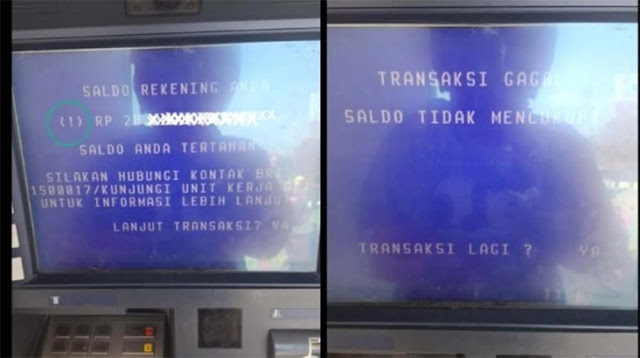 SALDO REKENING ANDA
(!) RP 2
SALDO ANDA TERTAHAN
SILAKAN HUBUNGI KONTAK BRI
1500017/KUNJUNGI UNIT KERJA
UNTUK INFORMASI LEBIH LANJUT
LANJUT TRANSAKSI? YA
TRANSAKSI GAGAL
SALDO TIDAK MENCUKUPI
TRANSAKSI LAGI ? YA